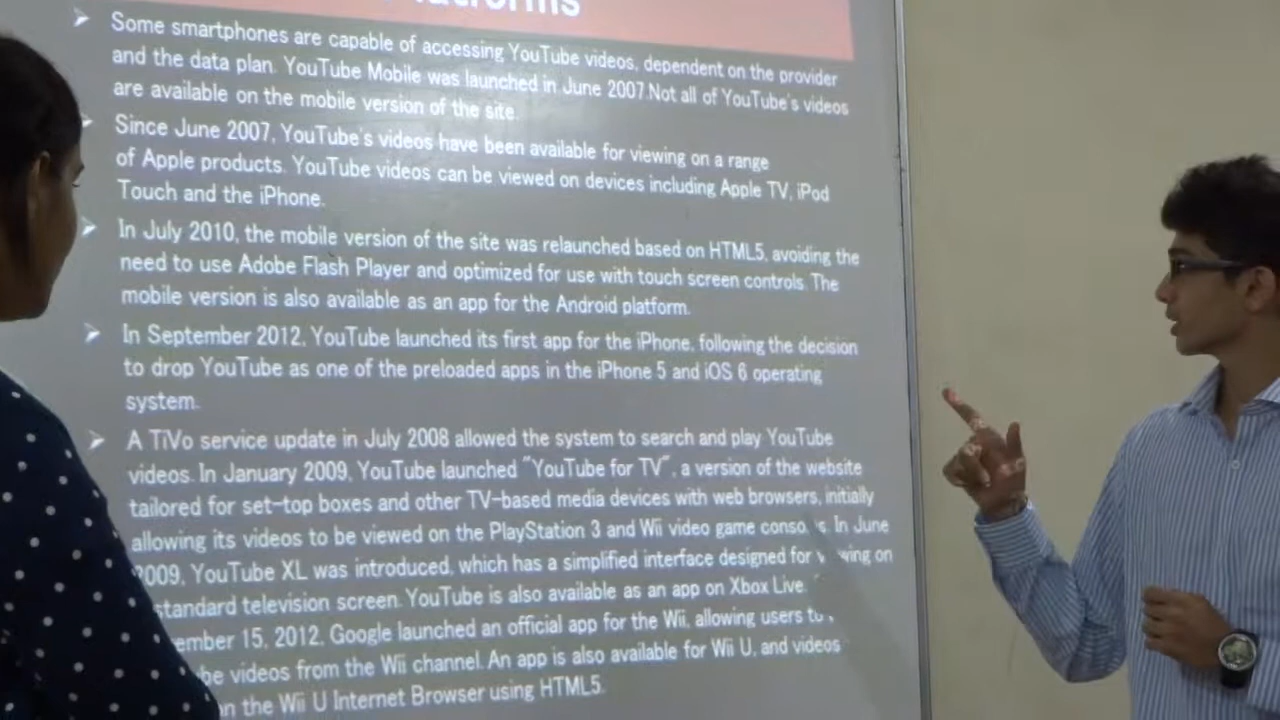 Some smartphones are capable of accessing YouTube videos, dependent on the provider
and the data plan. YouTube Mobile was launched in June 2007.Not all of YouTube's videos
are available on the mobile version of the site.
Since June 2007, YouTube's videos have been available for viewing on a range
of Apple products. YouTube videos can be viewed on devices including Apple TV, iPod
Touch and the iPhone.
In July 2010, the mobile version of the site was relaunched based on HTML5, avoiding the
need to use Adobe Flash Player and optimized for use with touch screen controls. The
mobile version is also available as an app for the Android platform.
In September 2012, YouTube launched its first app for the iPhone, following the decision
to drop YouTube as one of the preloaded apps in the iPhone 5 and iOS 6 operating
system.
A TiVo service update in July 2008 allowed the system to search and play YouTube
videos. In January 2009, YouTube launched "YouTube for TV", a version of the website
tailored for set-top boxes and other TV-based media devices with web browsers, initially
allowing its videos to be viewed on the PlayStation 3 and Wii video game In June
2009, YouTube XL was introduced, which has a simplified interface designed for on
standard television screen. YouTube is also available as an app on Xbox Live.
15, 2012, Google launched an official app for the Wii, allowing users to
videos from the Wii channel. An app is also available for Wii U, and videos
the Wii U Internet Browser using HTML5.